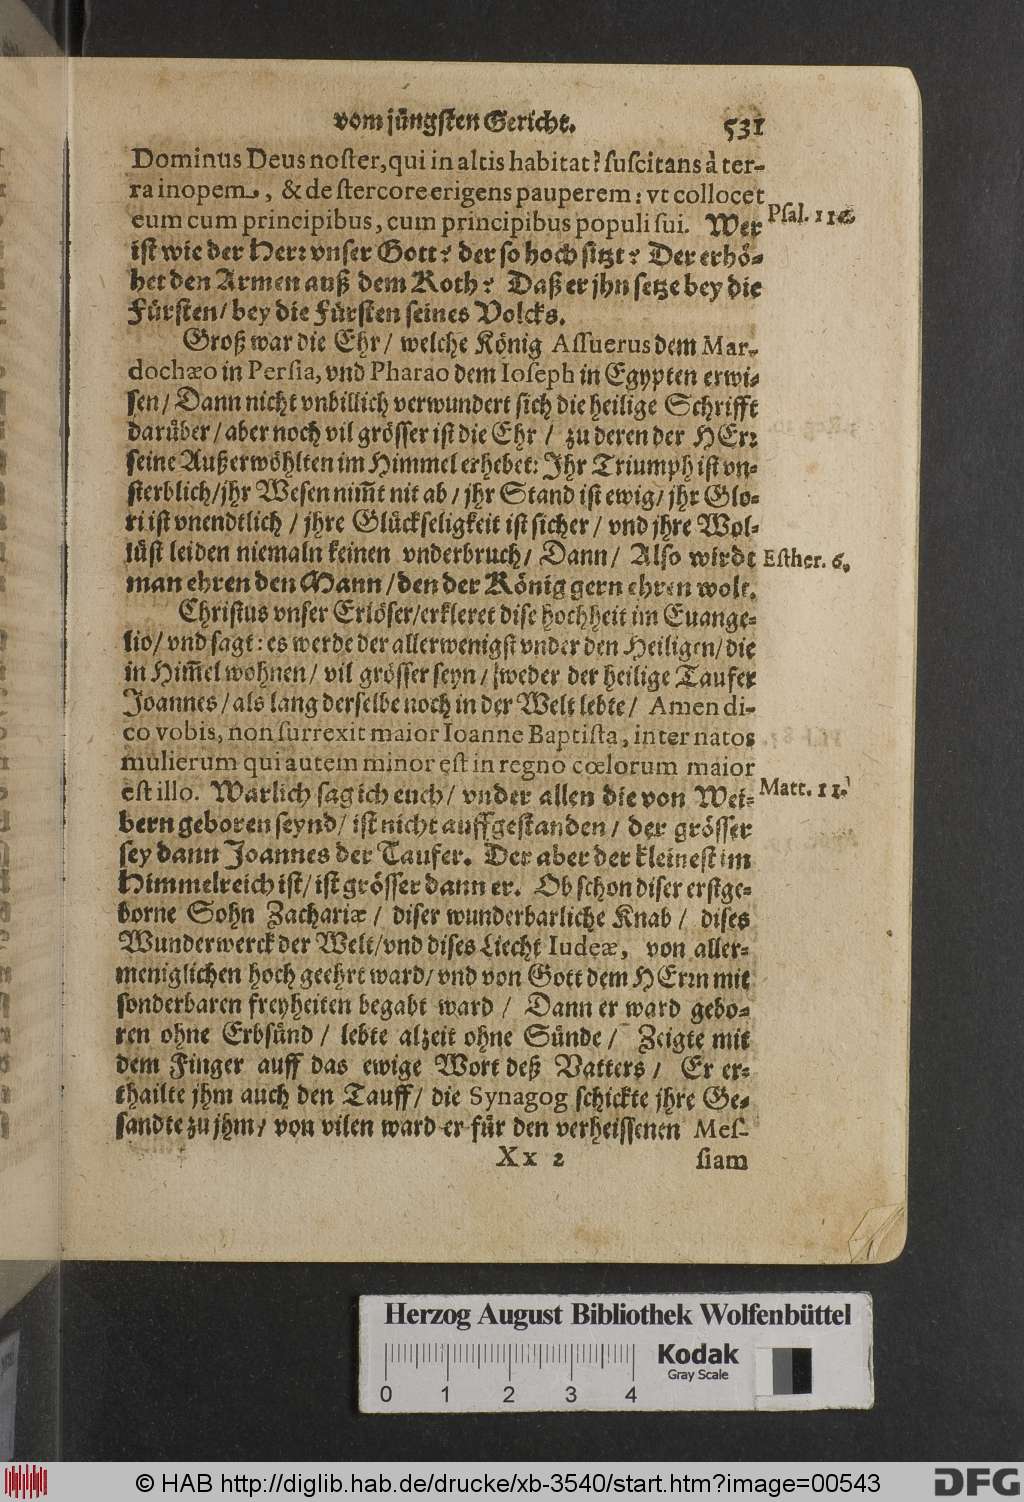 vom jüngsten Gericht. 531
Dominus Deus noster, qui in altis habitat? suscitans à ter-
ra inopem, & de stercore erigens pauperem: vt collocet
eum cum principibus, cum principibus populi sui. Wer
Psal. 112.
ist wie der Herr vnser Gott? der so hoch sitzt? Der erhö-
het den Armen auß dem Koth? Daß er jhn setze bey die
Fürsten/ bey die Fürsten seines Volcks.
Groß war die Ehr/ welche König Assuerus dem Mar-
dochæo in Persia, vnd Pharao dem Ioseph in Egypten erwi-
sen/ Dann nicht vnbillich verwundert sich die heilige Schrifft
darüber/ aber noch vil grösser ist die Ehr / zu deren der HErr
seine Außerwöhlten im Himmel erhebet: Ihr Triumph ist vn-
sterblich/ jhr Wesen nim̄t nit ab/ jhr Stand ist ewig/ jhr Glo-
ri ist vnendtlich / jhre Glückseligkeit ist sicher/ vnd jhre Wol-
lüst leiden niemaln keinen vnderbruch/ Dann/ Also wirdt
Esther. 6.
man ehren den Mann/ den der König gern ehren wolt.
Christus vnser Erlöser/ erkleret dise hochheit im Euange-
lio/ vnd sagt: es werde der allerwenigst vnder den Heiligen/ die
in Him̄el wohnen/ vil grösser seyn/ weder der heilige Taufer
Joannes/ als lang derselbe noch in der Welt lebte/ Amen di-
co vobis, non surrexit maior Ioanne Baptista, inter natos
mulierum qui autem minor est in regno cœlorum maior
est illo. Warlich sag ich euch/ vnder allen die von Wei-
Matt. 11.
bern geboren seynd/ ist nicht auffgestanden/ der grösser
sey dann Joannes der Taufer. Der aber der kleinest im
Himmelreich ist/ ist grösser dann er. Ob schon diser erstge-
borne Sohn Zachariæ / diser wunderbarliche Knab / dises
Wunderwerck der Welt/ vnd dises Liecht Iudeæ, von aller-
meniglichen hoch geehrt ward/ vnd von Gott dem HErrn mit
sonderbaren freyheiten begabt ward / Dann er ward gebo-
ren ohne Erbsünd / lebte alzeit ohne Sünde/ Zeigte mit
dem Finger auff das ewige Wort deß Vatters / Er er-
thailte jhm auch den Tauff/ die Synagog schickte jhre Ge-
sandte zu jhm/ von vilen ward er für den verheissenen Mes-
Xx 2 siam
Herzog August Bibliothek Wolfenbüttel
Kodak
Gray Scale
0 1 2 3 4
© HAB http://diglib.hab.de/drucke/xb-3540/start.htm?image=00543
DFG